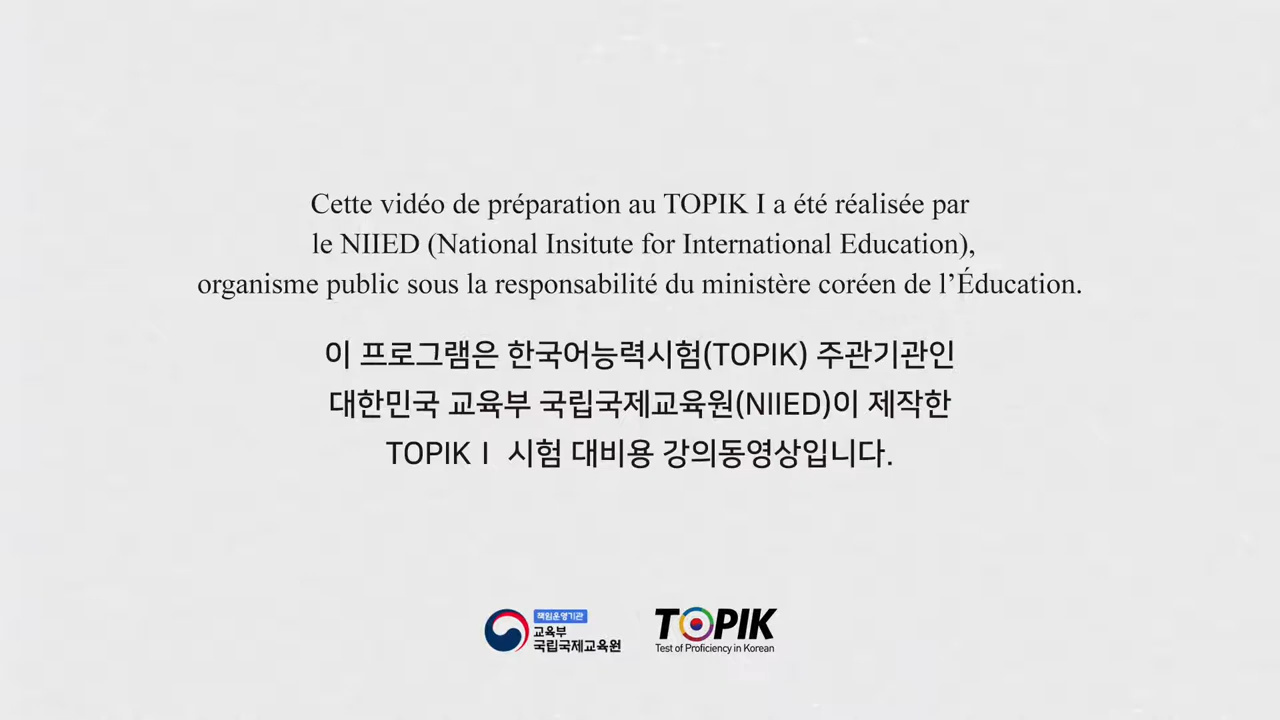 Cette vidéo de préparation au TOPIK I a été réalisée par
le NIIED (National Insitute for International Education),
organisme public sous la responsabilité du ministère coréen de l'Éducation.
이 프로그램은 한국어능력시험(TOPIK) 주관기관인
대한민국 교육부 국립국제교육원(NIIED)이 제작한
TOPIKⅠ 시험 대비용 강의동영상입니다.
책임운영기관
교육부
국립국제교육원
TOPIK
Test of Proficiency in Korean